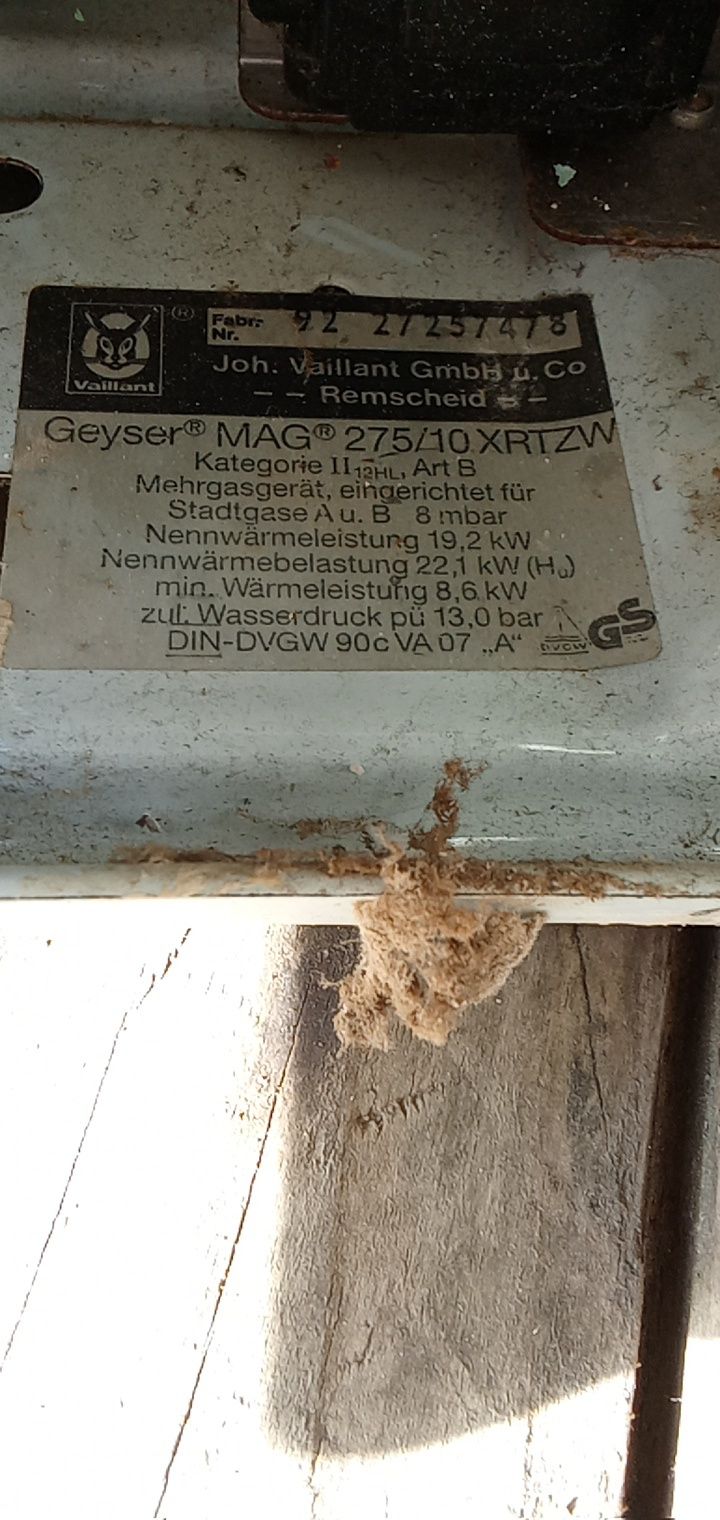 Vaillant
®
Fabr.-
Nr.
92 27257478
Joh. Vaillant GmbH u. Co
– – Remscheid – –
Geyser® MAG® 275/10 XRTZW
Kategorie II12HL, Art B
Mehrgasgerät, eingerichtet für
Stadtgase A u. B 8 mbar
Nennwärmeleistung 19,2 kW
Nennwärmebelastung 22,1 kW (Hu)
min. Wärmeleistung 8,6 kW
zul. Wasserdruck pü 13,0 bar
DIN-DVGW 90c VA 07 „A“
DVGW
GS